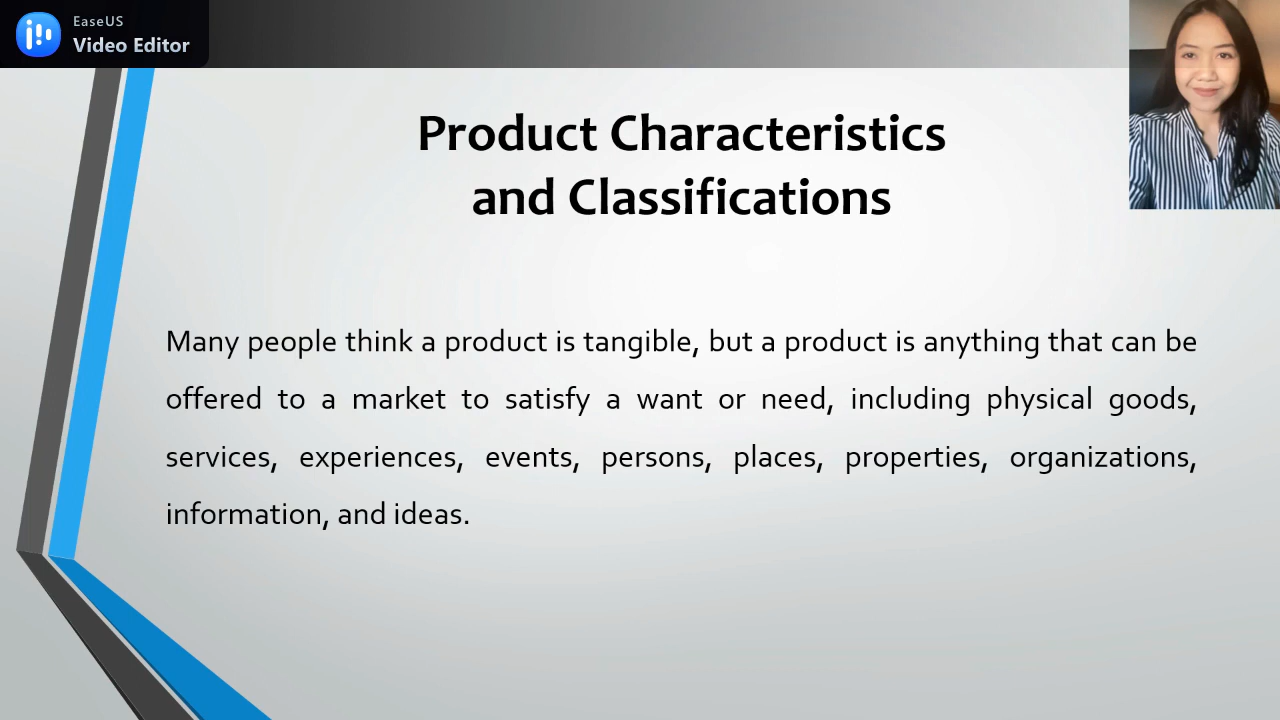 EaseUS
Video Editor
Product Characteristics
and Classifications
Many people think a product is tangible, but a product is anything that can be
offered to a market to satisfy a want or need, including physical goods,
services, experiences, events, persons, places, properties, organizations,
information, and ideas.